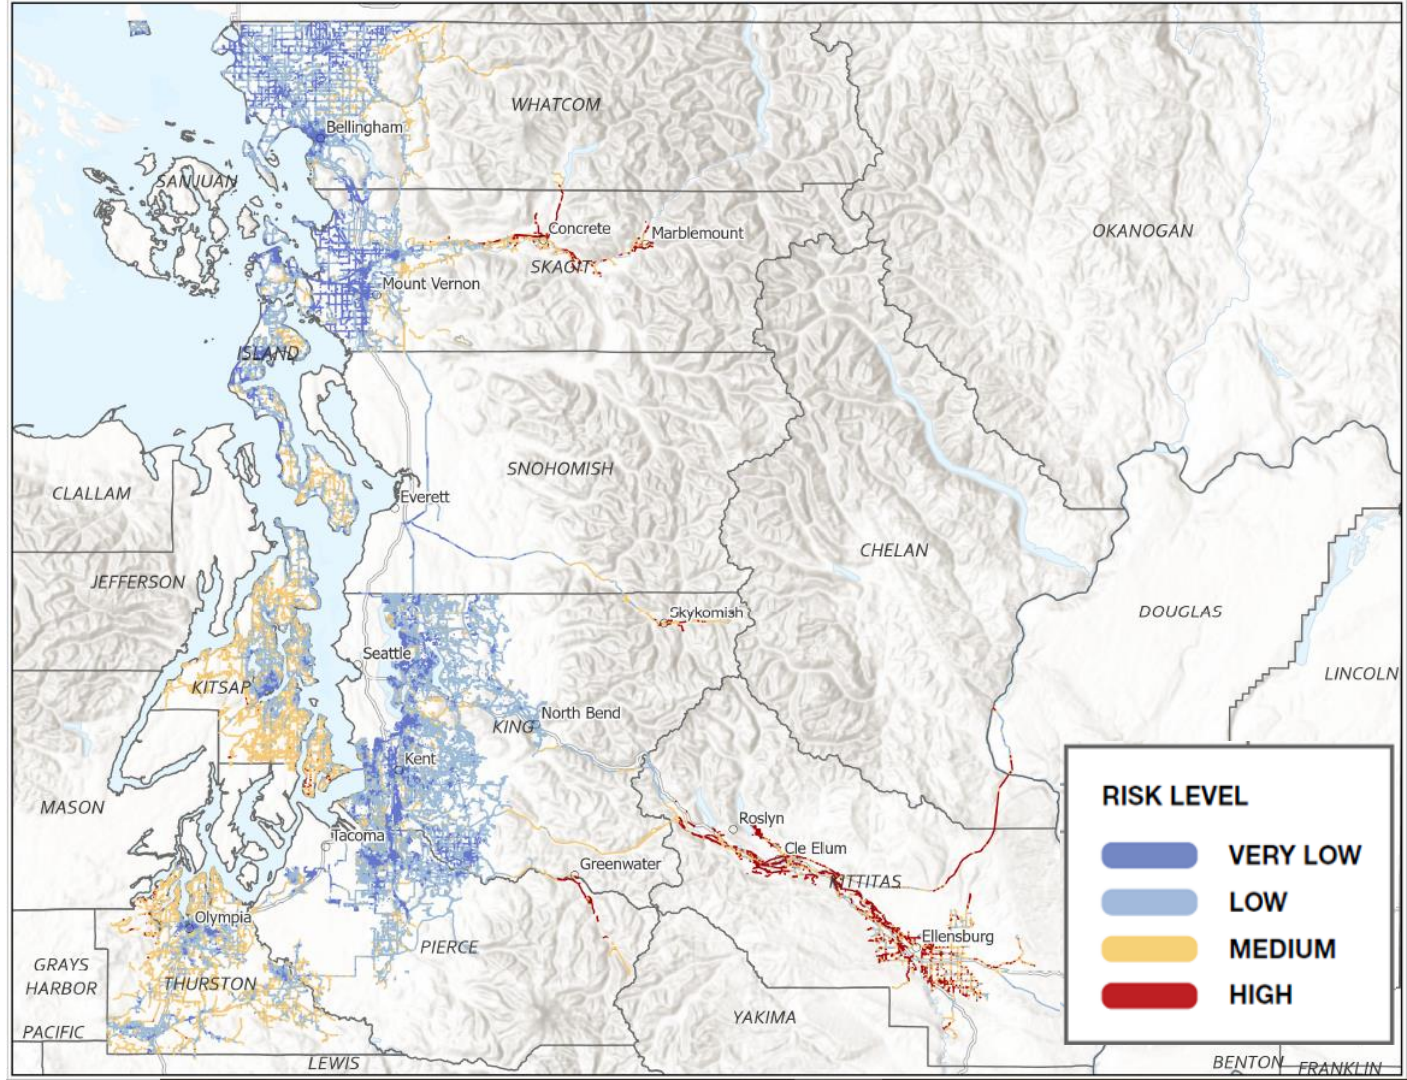 WHATCOM
Bellingham
SANJUAN
Concrete
Marblemount
OKANOGAN
SKAGIT
Mount Vernon
ISLAND
SNOHOMISH
CLALLAM
Everett
CHELAN
JEFFERSON
Skykomish
DOUGLAS
Seattle
LINCOLN
KITSAP
North Bend
KING
Kent
RISK LEVEL
MASON
Roslyn
Tacoma
Cle Elum
VERY LOW
Greenwater
KITTITAS
LOW
Olympia
Ellensburg
PIERCE
MEDIUM
GRAYS
HARBOR
THURSTON
HIGH
YAKIMA
PACIFIC
LEWIS
BENTON
FRANKLIN